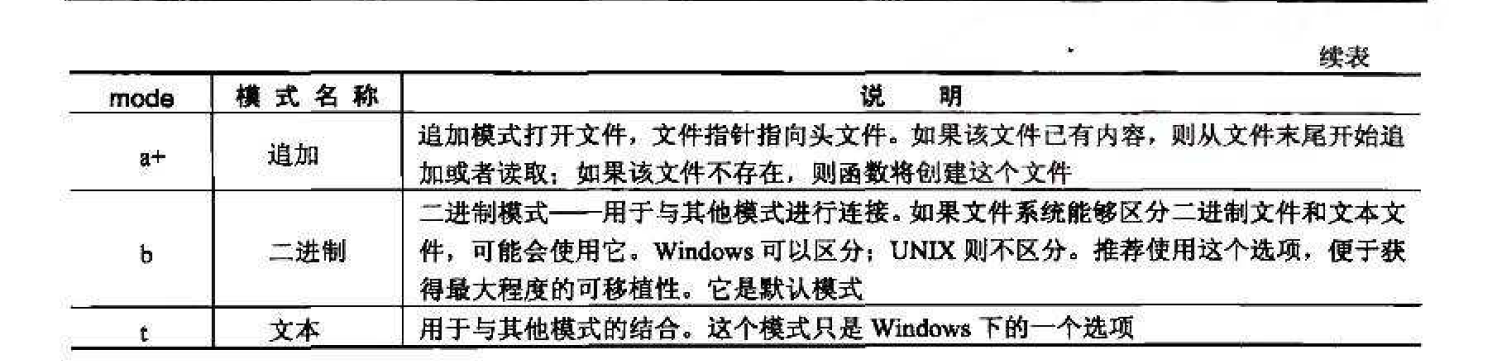 续表
mode 模式名称 说 明
a+ 追加 追加模式打开文件，文件指针指向头文件。如果该文件已有内容，则从文件末尾开始追
加或者读取；如果该文件不存在，则函数将创建这个文件
b 二进制 二进制模式——用于与其他模式进行连接。如果文件系统能够区分二进制文件和文本文
件，可能会使用它。Windows 可以区分；UNIX 则不区分。推荐使用这个选项，便于获
得最大程度的可移植性。它是默认模式
t 文本 用于与其他模式的结合。这个模式只是 Windows 下的一个选项